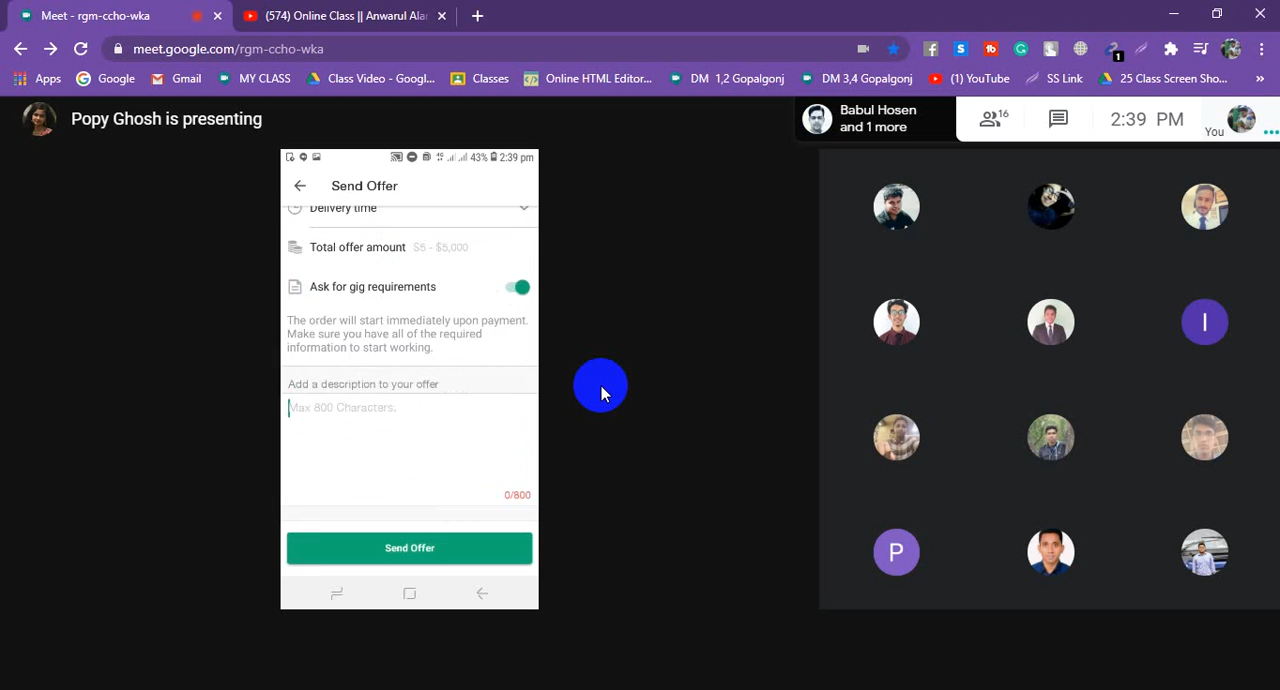 Meet - rgm-ccho-wka
(574) Online Class || Anwarul Alam
meet.google.com/rgm-ccho-wka
1
Apps
Google
Gmail
MY CLASS
Class Video - Googl...
Classes
Online HTML Editor...
DM 1,2 Gopalgonj
DM 3,4 Gopalgonj
(1) YouTube
SS Link
25 Class Screen Sho...
»
Popy Ghosh is presenting
Babul Hosen
and 1 more
16
2:39 PM
You
43% 2:39 pm
Send Offer
Delivery time
Total offer amount $5 - $5,000
Ask for gig requirements
The order will start immediately upon payment.
Make sure you have all of the required
information to start working.
Add a description to your offer
Max 800 Characters.
0/800
Send Offer
I
P